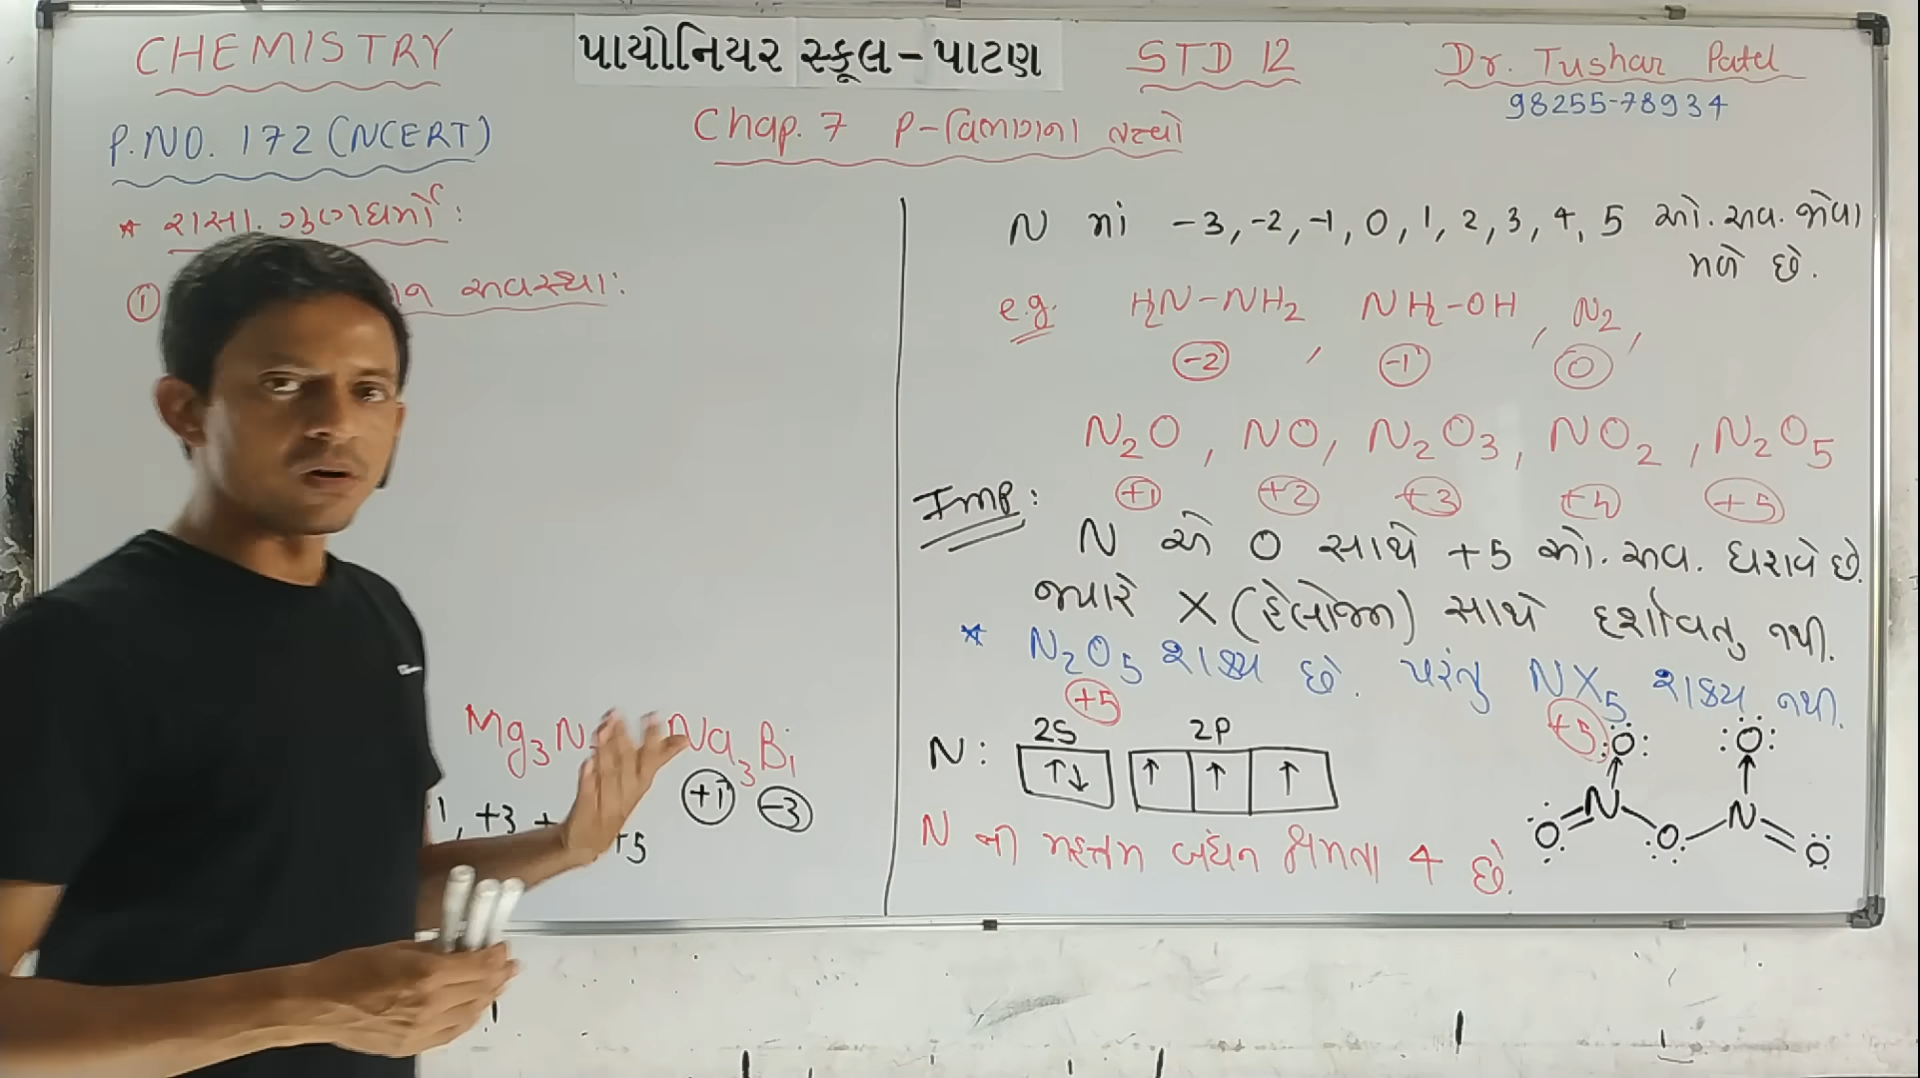 CHEMISTRY
પાયોનિયર સ્કૂલ - પાટણ
STD 12
Dr. Tushar Patel
98255-78934
P.NO. 172 (NCERT)
Chap. 7 P-વિભાગના તત્વો
* રાસા. ગુણધર્મો :
① અવસ્થા:
Mg3N Na3Bi
+1 -3
1, +3 +5
N માં -3, -2, -1, 0, 1, 2, 3, 4, 5 ઓ. અવ. જોવા
મળે છે.
e.g. H2N-NH2, NH2-OH, N2,
-2 -1 0
N2O, NO, N2O3, NO2, N2O5
+1 +2 +3 +4 +5
Imp:
N એ O સાથે +5 ઓ. અવ. ધરાવે છે.
જ્યારે X (હેલોજન) સાથે દર્શાવતુ નથી.
* N2O5 શક્ય છે. પરંતુ NX5 શક્ય નથી.
+5 +5
2S 2P
N: ↑↓ ↑ ↑ ↑
N ની મહત્તમ બંધન ક્ષમતા 4 છે.
O O
N N
O O O